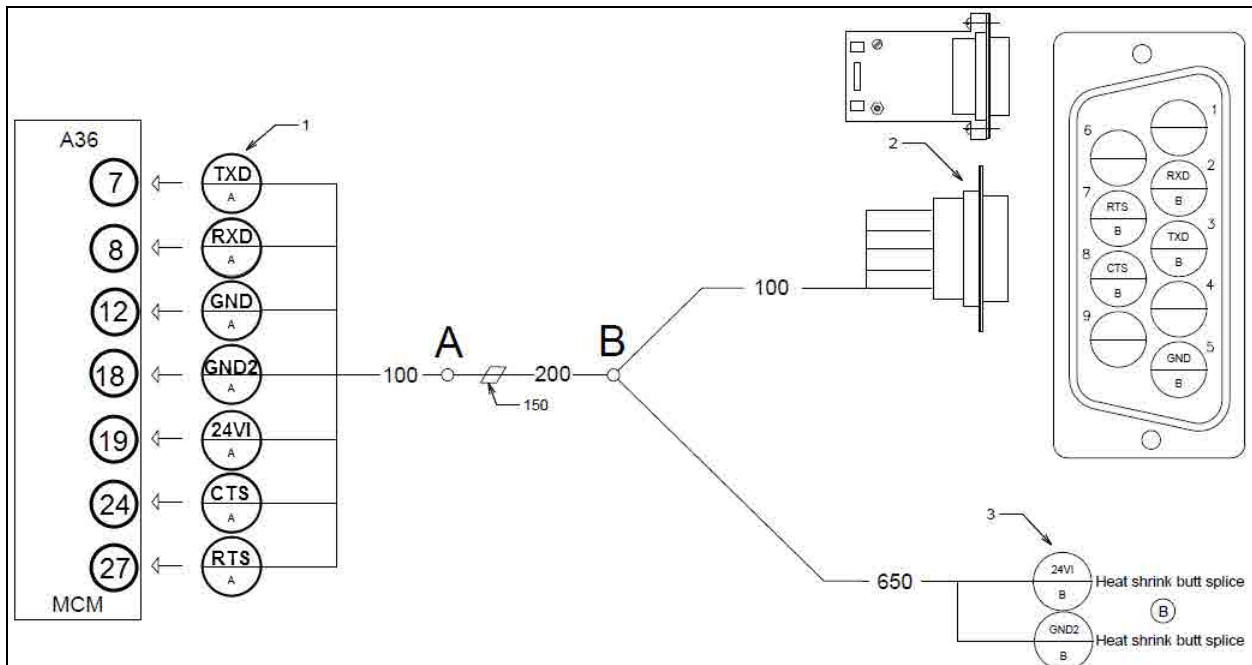 A36
7
TXD
A
8
RXD
A
12
GND
A
18
GND2
A
19
24VI
A
24
CTS
A
27
RTS
A
MCM
1
100
A
150
200
B
100
2
650
3
24VI
B
Heat shrink butt splice
B
GND2
B
Heat shrink butt splice
1
6
2
RXD
B
7
RTS
B
3
TXD
B
8
CTS
B
4
9
5
GND
B